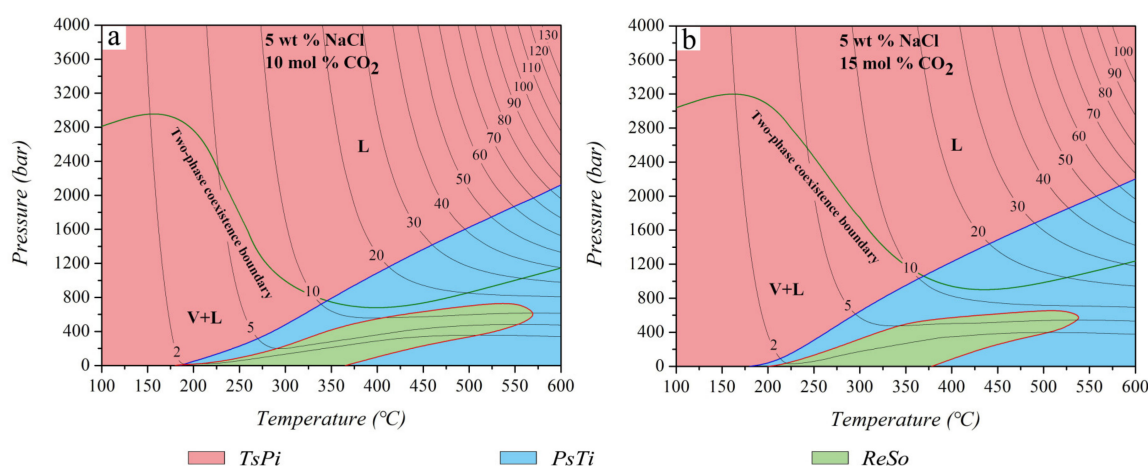 a
5 wt % NaCl
10 mol % CO2
4000
3600
3200
2800
2400
2000
1600
1200
800
400
0
Pressure (bar)
130
120
110
100
90
80
70
60
50
40
30
20
10
5
2
L
V+L
Two-phase coexistence boundary
100 150 200 250 300 350 400 450 500 550 600
Temperature (℃)
b
5 wt % NaCl
15 mol % CO2
4000
3600
3200
2800
2400
2000
1600
1200
800
400
0
Pressure (bar)
100
90
80
70
60
50
40
30
20
10
5
2
L
V+L
Two-phase coexistence boundary
100 150 200 250 300 350 400 450 500 550 600
Temperature (℃)
TsPi PsTi ReSo